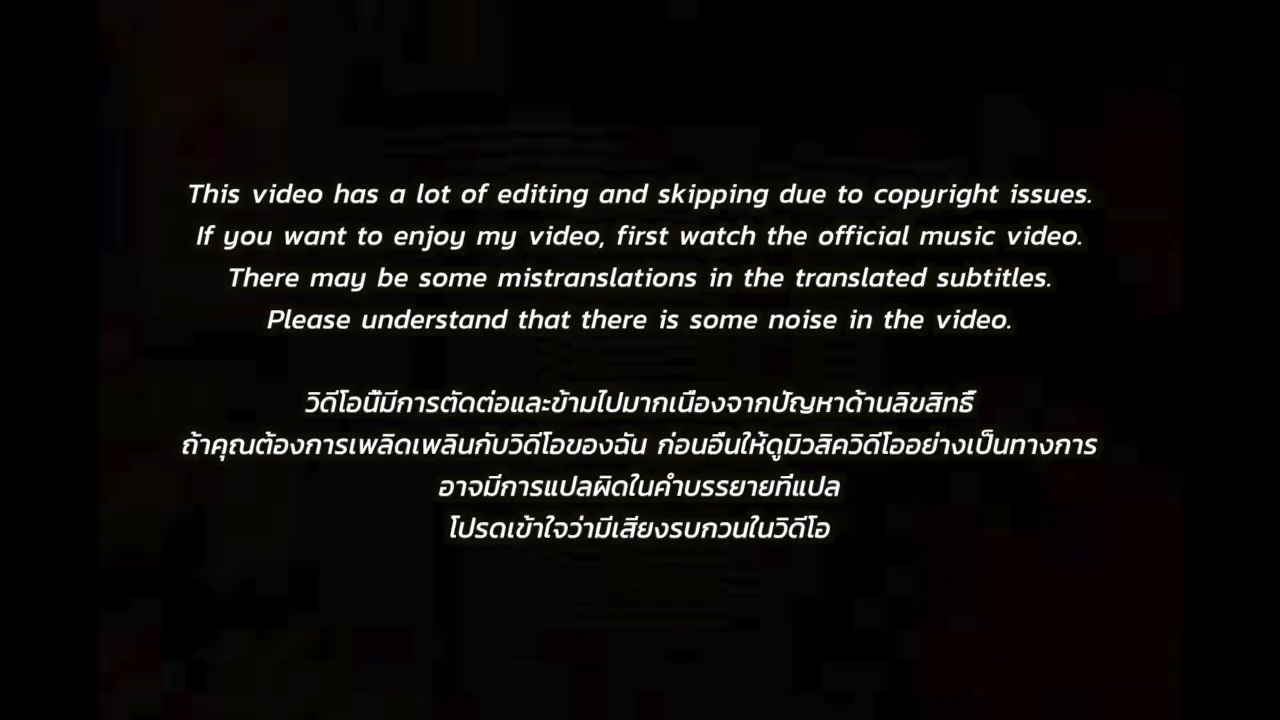 This video has a lot of editing and skipping due to copyright issues.
If you want to enjoy my video, first watch the official music video.
There may be some mistranslations in the translated subtitles.
Please understand that there is some noise in the video.
วิดีโอนี้มีการตัดต่อและข้ามไปมากเนื่องจากปัญหาด้านลิขสิทธิ์
ถ้าคุณต้องการเพลิดเพลินกับวิดีโอของฉัน ก่อนอื่นให้ดูมิวสิควิดีโออย่างเป็นทางการ
อาจมีการแปลผิดในคำบรรยายที่แปล
โปรดเข้าใจว่ามีเสียงรบกวนในวิดีโอ